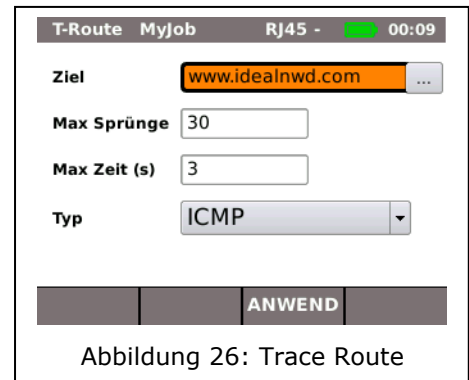 T-Route MyJob RJ45 - 00:09
Ziel www.idealnwd.com ...
Max Sprünge 30
Max Zeit (s) 3
Typ ICMP
ANWEND
Abbildung 26: Trace Route